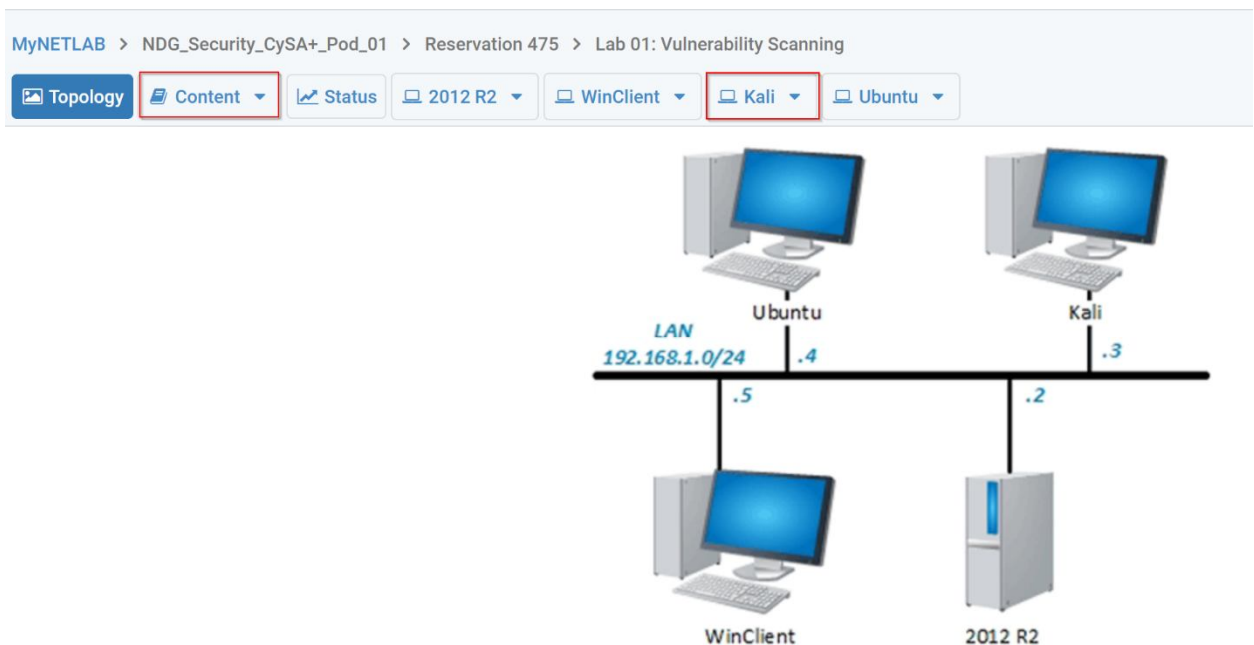 MyNETLAB > NDG_Security_CySA+_Pod_01 > Reservation 475 > Lab 01: Vulnerability Scanning
Topology Content Status 2012 R2 WinClient Kali Ubuntu
Ubuntu Kali
LAN
192.168.1.0/24 .4 .3
.5 .2
WinClient 2012 R2